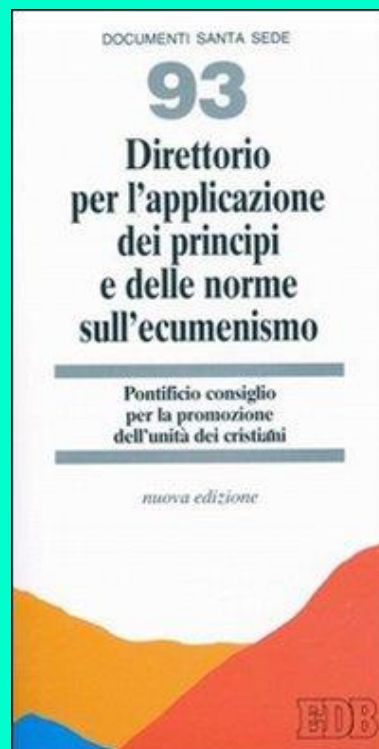 DOCUMENTI SANTA SEDE
93
Direttorio
per l'applicazione
dei principi
e delle norme
sull'ecumenismo
Pontificio consiglio
per la promozione
dell'unità dei cristiani
nuova edizione
EDB